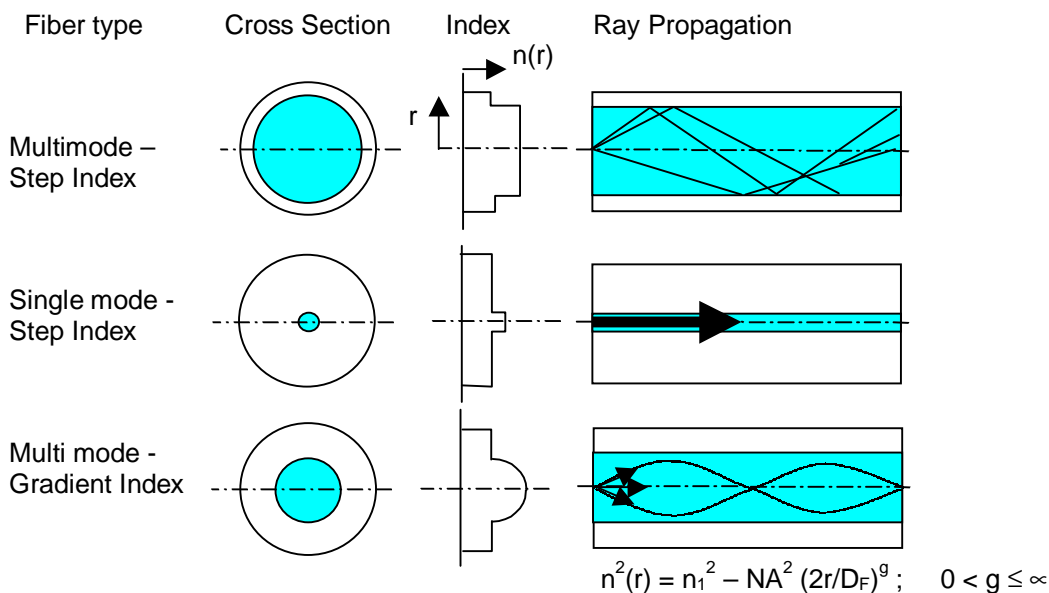 Fiber type Cross Section Index Ray Propagation
n(r)
r
Multimode –
Step Index
Single mode -
Step Index
Multi mode -
Gradient Index
n²(r) = n₁² – NA² (2r/D_F)^g ; 0 < g ≤ ∝